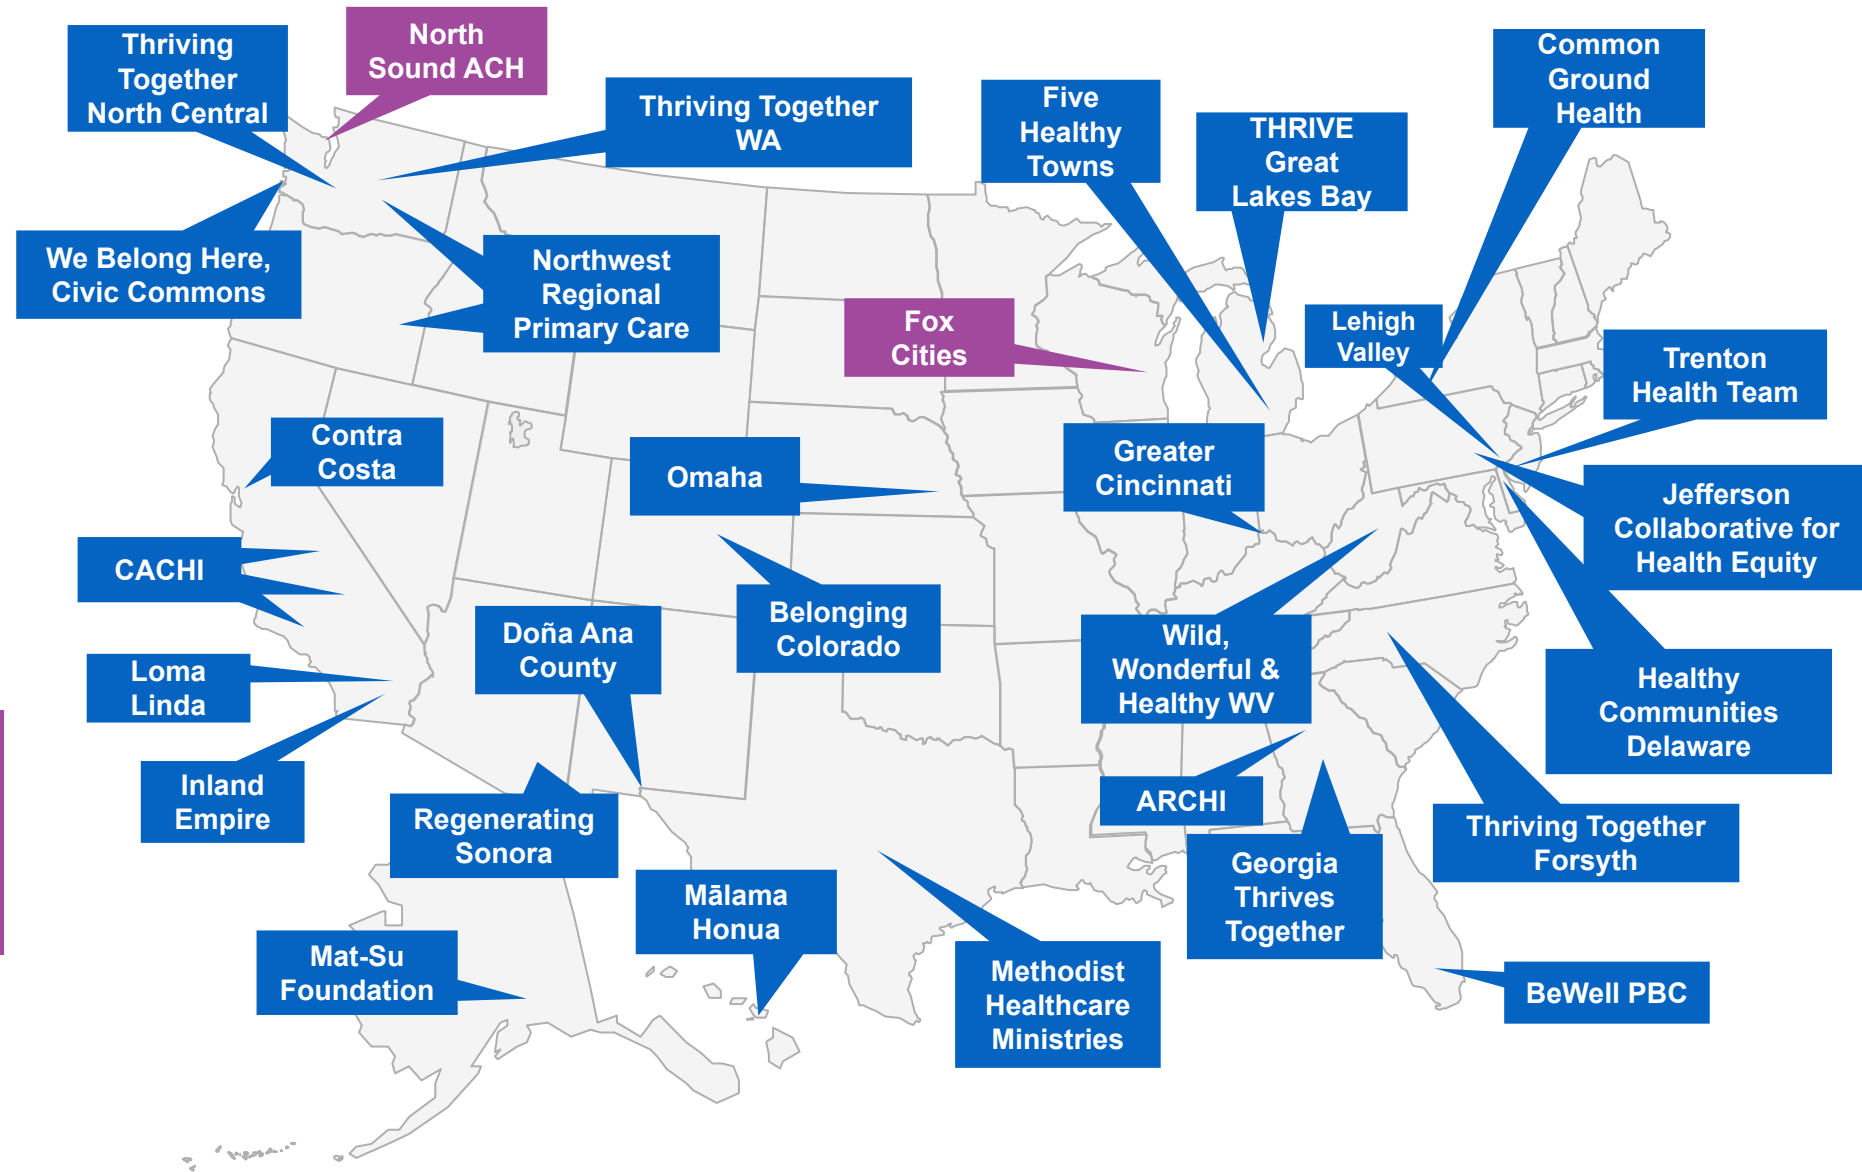 Thriving
Together
North Central
North
Sound ACH
Thriving Together
WA
Five
Healthy
Towns
THRIVE
Great
Lakes Bay
Common
Ground
Health
We Belong Here,
Civic Commons
Northwest
Regional
Primary Care
Fox
Cities
Lehigh
Valley
Trenton
Health Team
Contra
Costa
Omaha
Greater
Cincinnati
Jefferson
Collaborative for
Health Equity
CACHI
Belonging
Colorado
Doña Ana
County
Wild,
Wonderful &
Healthy WV
Healthy
Communities
Delaware
Loma
Linda
Inland
Empire
Regenerating
Sonora
ARCHI
Thriving Together
Forsyth
Georgia
Thrives
Together
Mālama
Honua
Mat-Su
Foundation
Methodist
Healthcare
Ministries
BeWell PBC